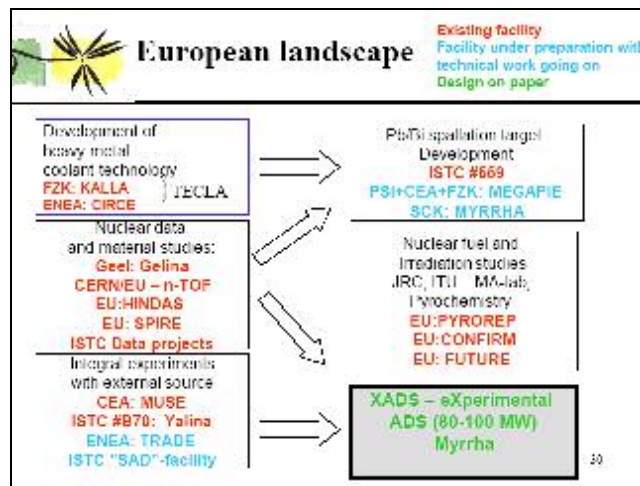 European landscape
Existing facility
Facility under preparation with
technical work going on
Design on paper
Development of
heavy metal
coolant technology
FZK: KALLA
ENEA: CIRCE
TECLA
Pb/Bi spallation target
Development
ISTC #559
PSI+CEA+FZK: MEGAPIE
SCK: MYRRHA
Nuclear data
and material studies:
Geel: Gelina
CERN/EU – n-TOF
EU:HINDAS
EU: SPIRE
ISTC Data projects
Nuclear fuel and
Irradiation studies
JRC, ITU – MA-lab,
Pyrochemistry
EU:PYROREP
EU:CONFIRM
EU: FUTURE
Integral experiments
with external source
CEA: MUSE
ISTC #B70: Yalina
ENEA: TRADE
ISTC "SAD"-facility
XADS – eXperimental
ADS (80-100 MW)
Myrrha
30